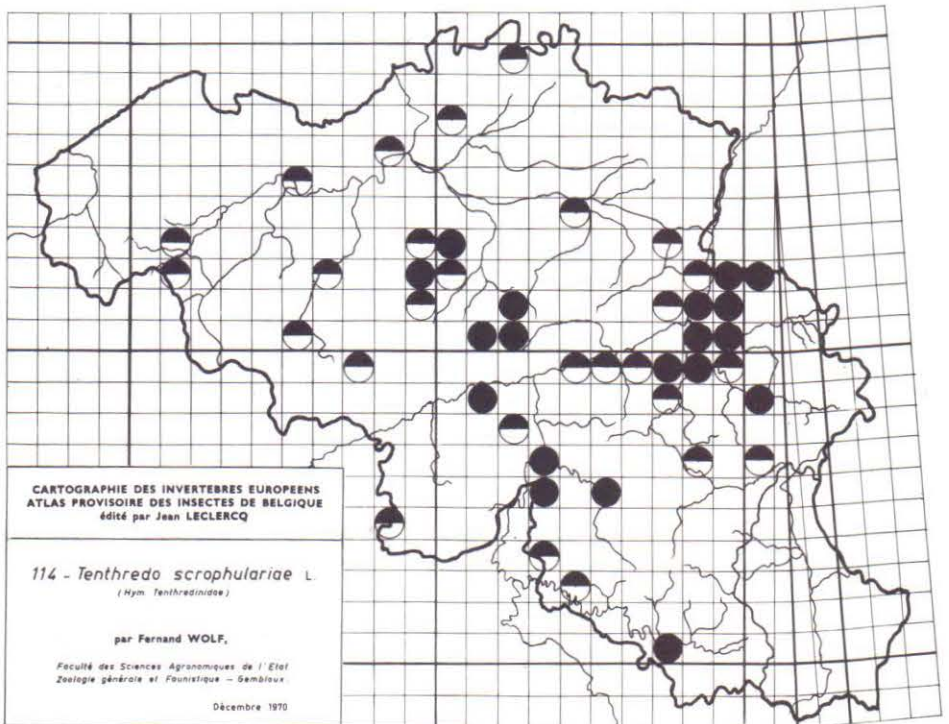 CARTOGRAPHIE DES INVERTEBRES EUROPEENS
ATLAS PROVISOIRE DES INSECTES DE BELGIQUE
édité par Jean LECLERCQ
114 - Tenthredo scrophulariae L.
(Hym. Tenthredinidae)
par Fernand WOLF,
Faculté des Sciences Agronomiques de l'Etat
Zoologie générale et Faunistique - Gembloux.
Décembre 1970